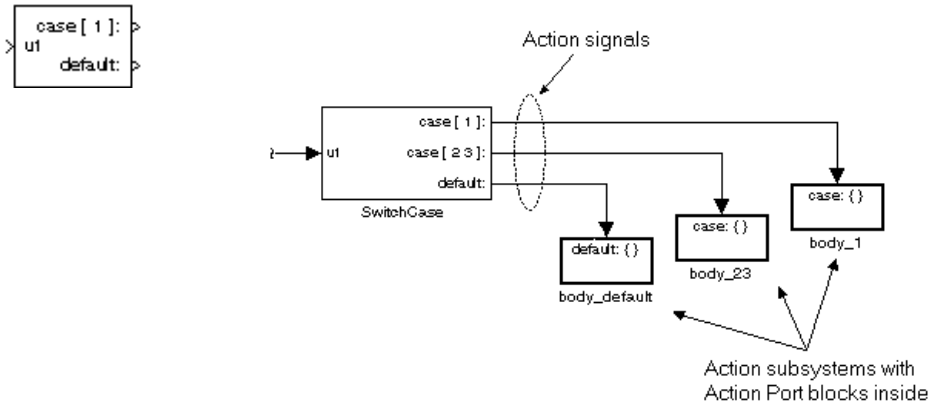 case [ 1 ]:
u1
default:
Action signals
case [ 1 ]:
u1
case [ 2 3 ]:
default:
SwitchCase
case: { }
body_1
case: { }
body_23
default: { }
body_default
Action subsystems with
Action Port blocks inside